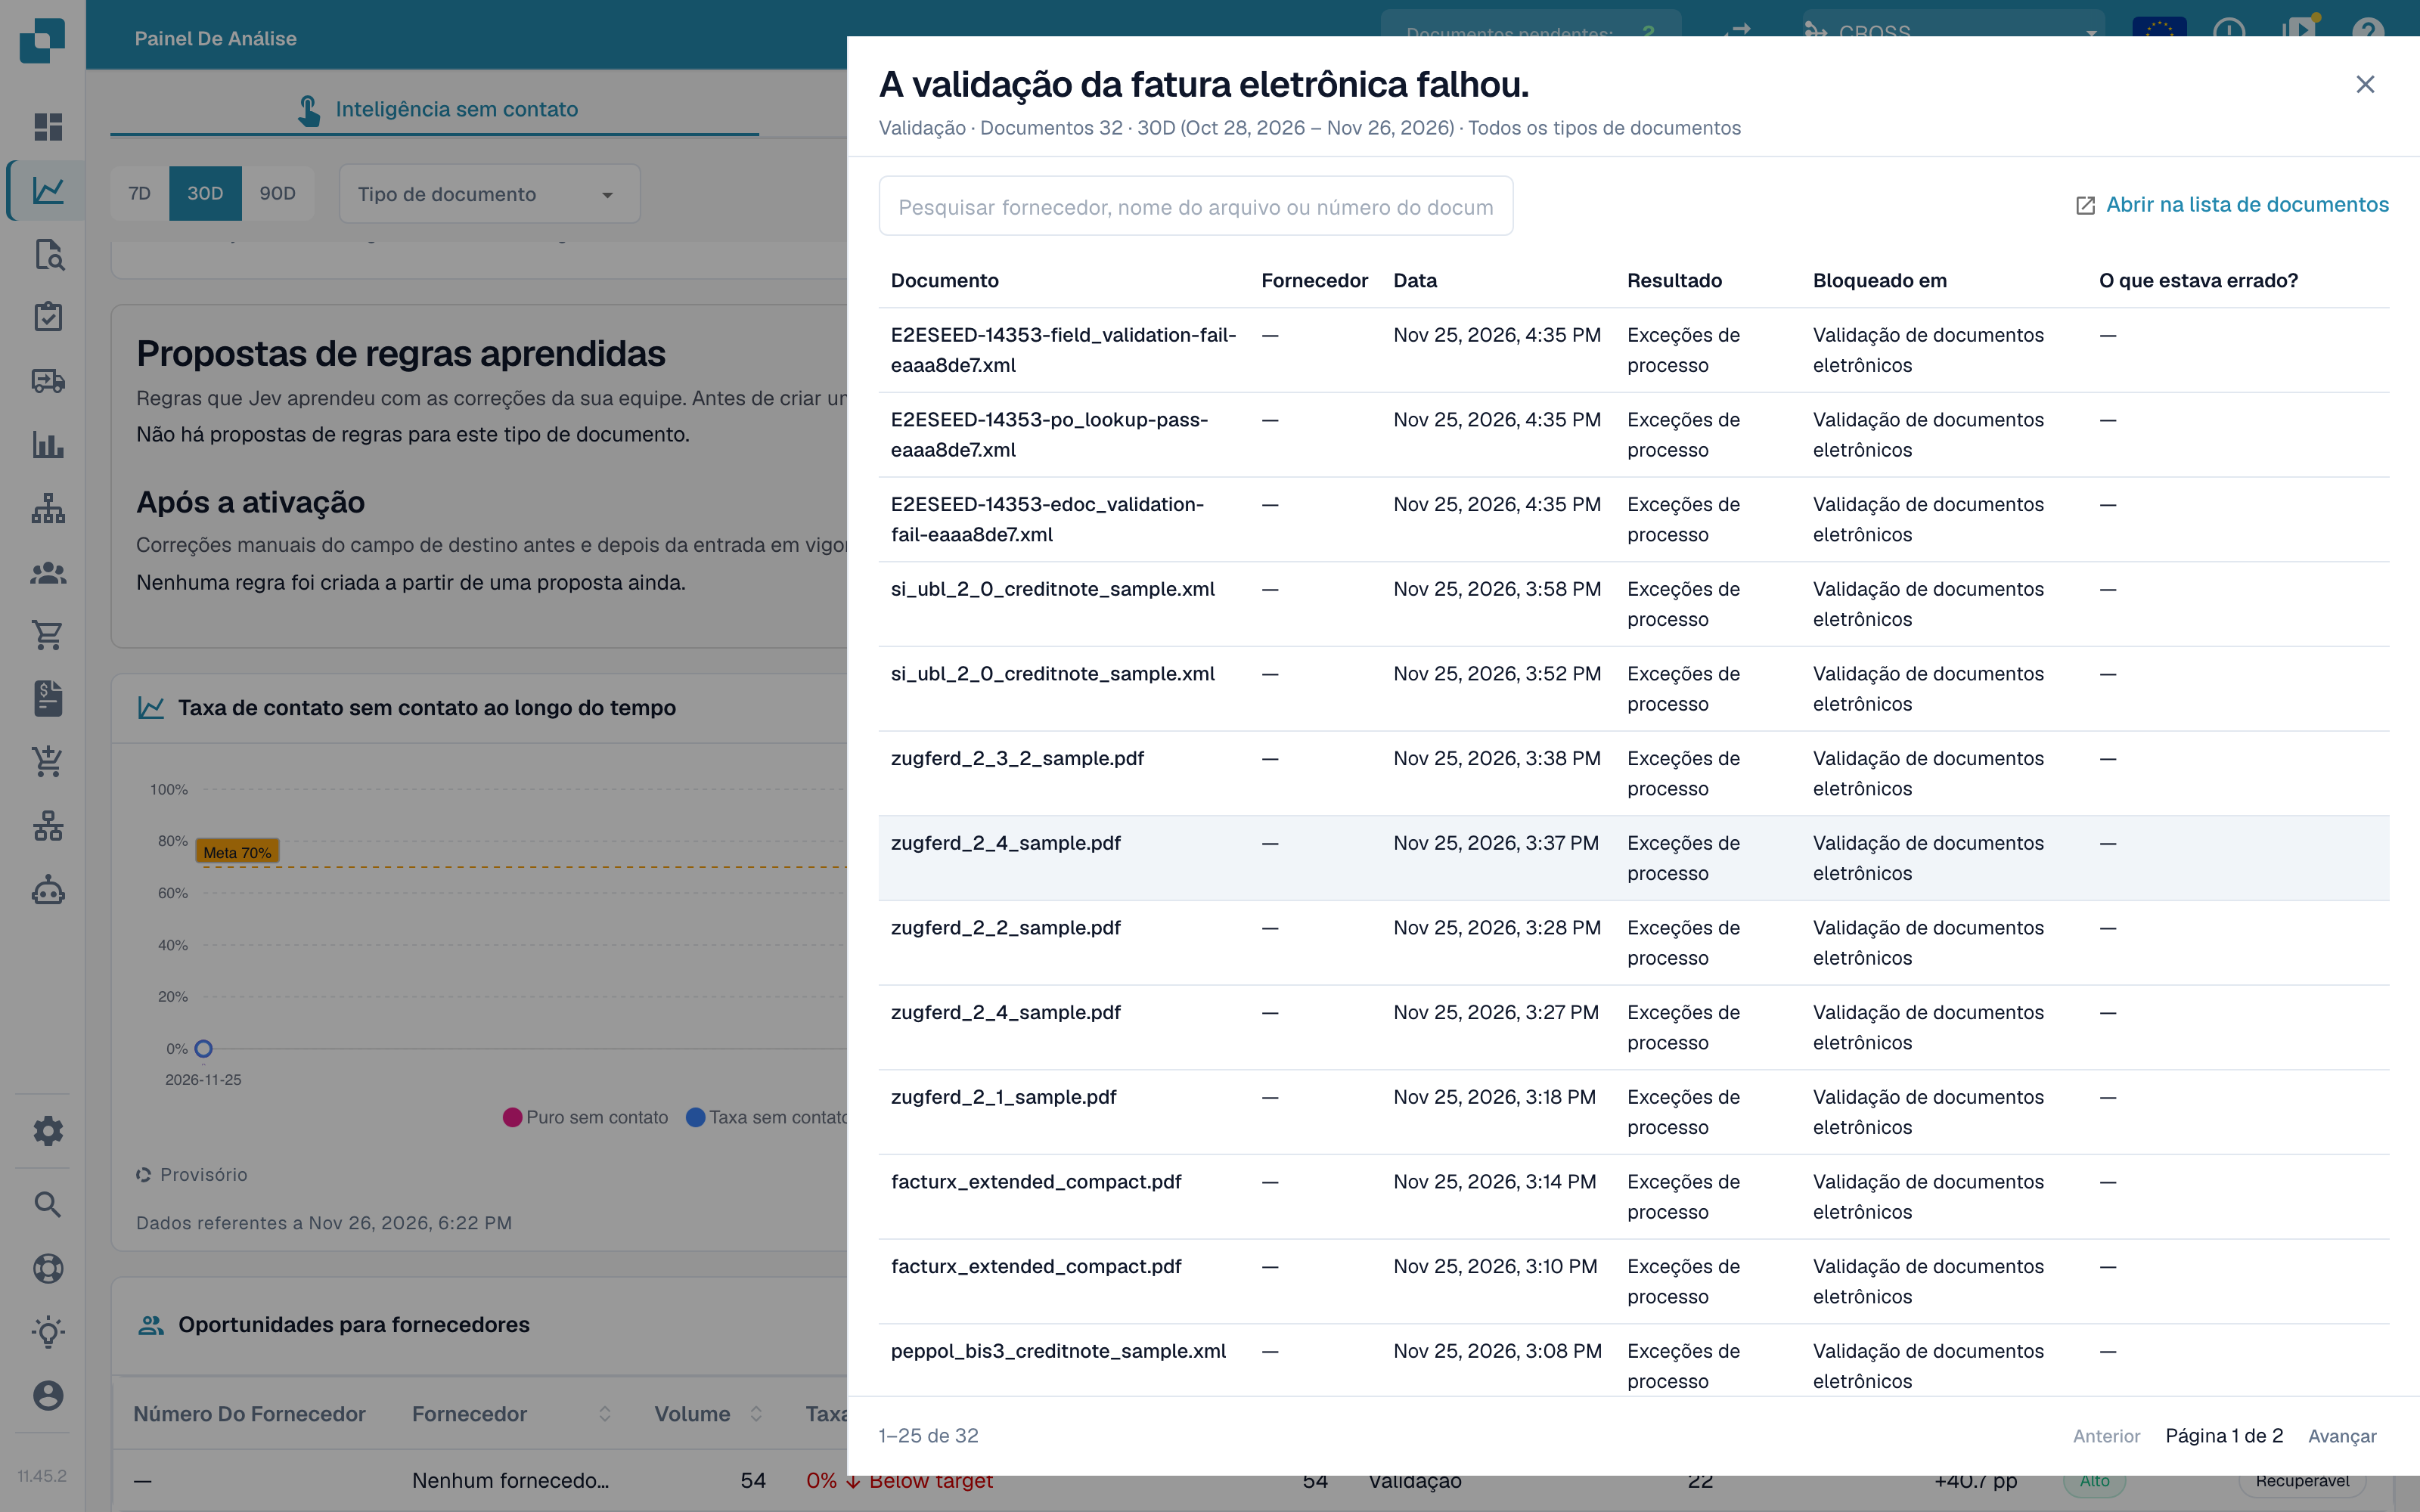 Painel De Análise
Documentos pendentes: 2
CROSS
Inteligência sem contato
7D
30D
90D
Tipo de documento
Propostas de regras aprendidas
Regras que Jev aprendeu com as correções da sua equipe. Antes de criar
Não há propostas de regras para este tipo de documento.
Após a ativação
Correções manuais do campo de destino antes e depois da entrada em
Nenhuma regra foi criada a partir de uma proposta ainda.
Taxa de contato sem contato ao longo do tempo
100%
80%
Meta 70%
60%
40%
20%
0%
2026-11-25
Puro sem contato
Taxa sem contato
Provisório
Dados referentes a Nov 26, 2026, 6:22 PM
Oportunidades para fornecedores
Número Do Fornecedor
Fornecedor
Volume
— Nenhum fornecedo... 54 0% ↓ Below target 54 Validação 22 +40.7 pp Alto Recuperável
11.45.2
A validação da fatura eletrônica falhou.
Validação · Documentos 32 · 30D (Oct 28, 2026 – Nov 26, 2026) · Todos os tipos de documentos
Pesquisar fornecedor, nome do arquivo ou número do docum
Abrir na lista de documentos
Documento Fornecedor Data Resultado Bloqueado em O que estava errado?
E2ESEED-14353-field_validation-fail- — Nov 25, 2026, 4:35 PM Exceções de Validação de documentos —
eaaa8de7.xml processo eletrônicos
E2ESEED-14353-po_lookup-pass- — Nov 25, 2026, 4:35 PM Exceções de Validação de documentos —
eaaa8de7.xml processo eletrônicos
E2ESEED-14353-edoc_validation- — Nov 25, 2026, 4:35 PM Exceções de Validação de documentos —
fail-eaaa8de7.xml processo eletrônicos
si_ubl_2_0_creditnote_sample.xml — Nov 25, 2026, 3:58 PM Exceções de Validação de documentos —
processo eletrônicos
si_ubl_2_0_creditnote_sample.xml — Nov 25, 2026, 3:52 PM Exceções de Validação de documentos —
processo eletrônicos
zugferd_2_3_2_sample.pdf — Nov 25, 2026, 3:38 PM Exceções de Validação de documentos —
processo eletrônicos
zugferd_2_4_sample.pdf — Nov 25, 2026, 3:37 PM Exceções de Validação de documentos —
processo eletrônicos
zugferd_2_2_sample.pdf — Nov 25, 2026, 3:28 PM Exceções de Validação de documentos —
processo eletrônicos
zugferd_2_4_sample.pdf — Nov 25, 2026, 3:27 PM Exceções de Validação de documentos —
processo eletrônicos
zugferd_2_1_sample.pdf — Nov 25, 2026, 3:18 PM Exceções de Validação de documentos —
processo eletrônicos
facturx_extended_compact.pdf — Nov 25, 2026, 3:14 PM Exceções de Validação de documentos —
processo eletrônicos
facturx_extended_compact.pdf — Nov 25, 2026, 3:10 PM Exceções de Validação de documentos —
processo eletrônicos
peppol_bis3_creditnote_sample.xml — Nov 25, 2026, 3:08 PM Exceções de Validação de documentos —
processo eletrônicos
1–25 de 32
Anterior
Página 1 de 2
Avançar